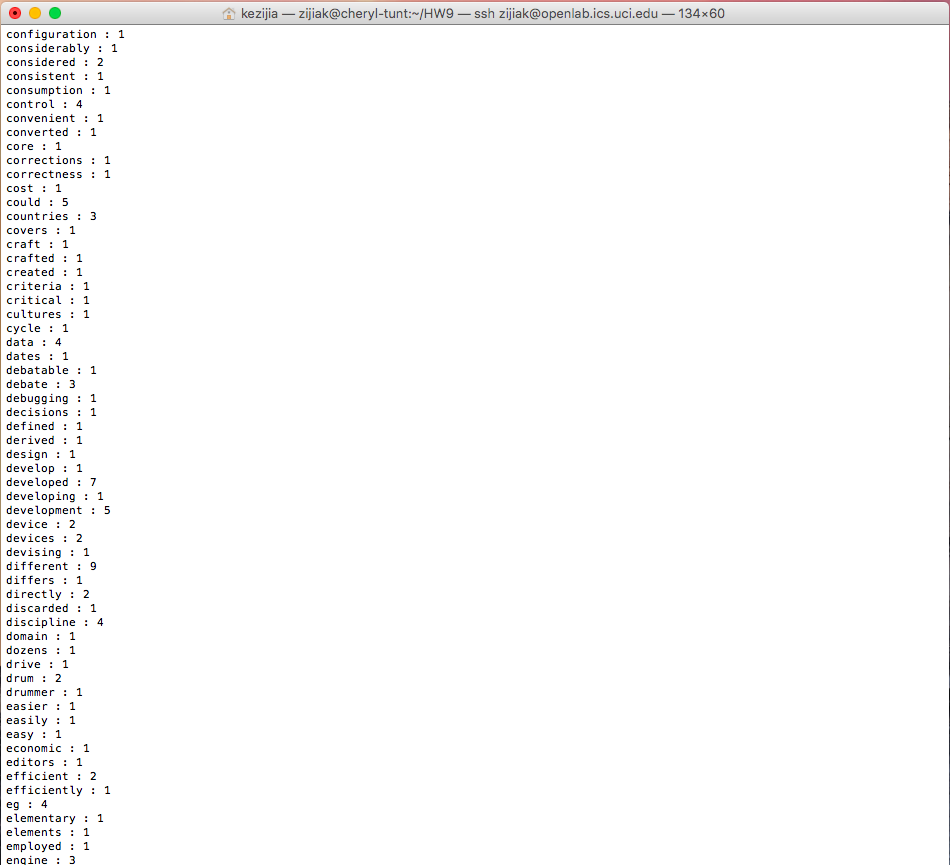 kezijia — zijiak@cheryl-tunt:~/HW9 — ssh zijiak@openlab.ics.uci.edu — 134×60
configuration : 1
considerably : 1
considered : 2
consistent : 1
consumption : 1
control : 4
convenient : 1
converted : 1
core : 1
corrections : 1
correctness : 1
cost : 1
could : 5
countries : 3
covers : 1
craft : 1
crafted : 1
created : 1
criteria : 1
critical : 1
cultures : 1
cycle : 1
data : 4
dates : 1
debatable : 1
debate : 3
debugging : 1
decisions : 1
defined : 1
derived : 1
design : 1
develop : 1
developed : 7
developing : 1
development : 5
device : 2
devices : 2
devising : 1
different : 9
differs : 1
directly : 2
discarded : 1
discipline : 4
domain : 1
dozens : 1
drive : 1
drum : 2
drummer : 1
easier : 1
easily : 1
easy : 1
economic : 1
editors : 1
efficient : 2
efficiently : 1
eg : 4
elementary : 1
elements : 1
employed : 1
engine : 3